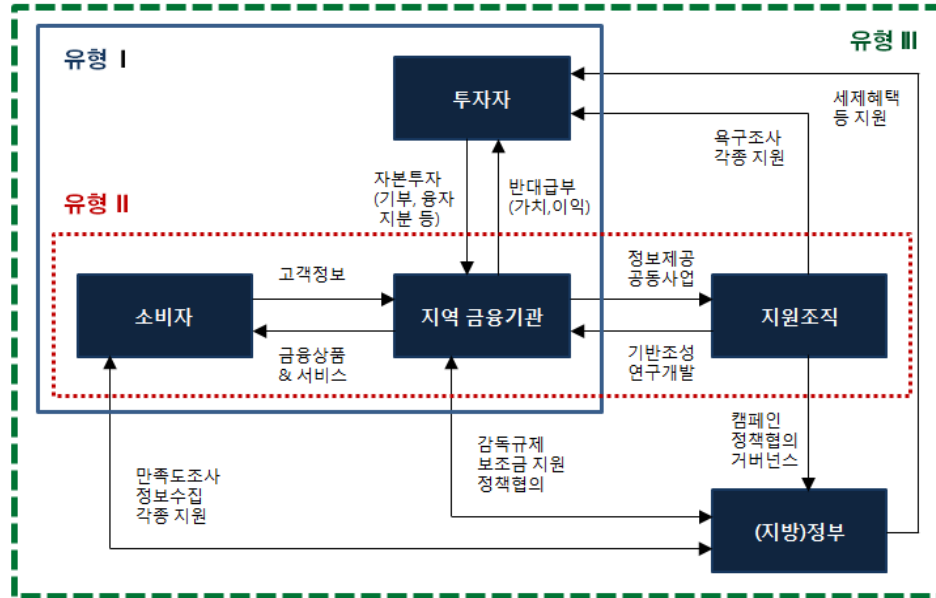 유형 I
유형 III
투자자
세제혜택
등 지원
욕구조사
각종 지원
자본투자
(기부, 융자
지분 등)
반대급부
(가치,이익)
유형 II
고객정보
정보제공
공동사업
소비자
지역 금융기관
지원조직
금융상품
& 서비스
기반조성
연구개발
만족도조사
정보수집
각종 지원
감독규제
보조금 지원
정책협의
캠페인
정책협의
거버넌스
(지방)정부